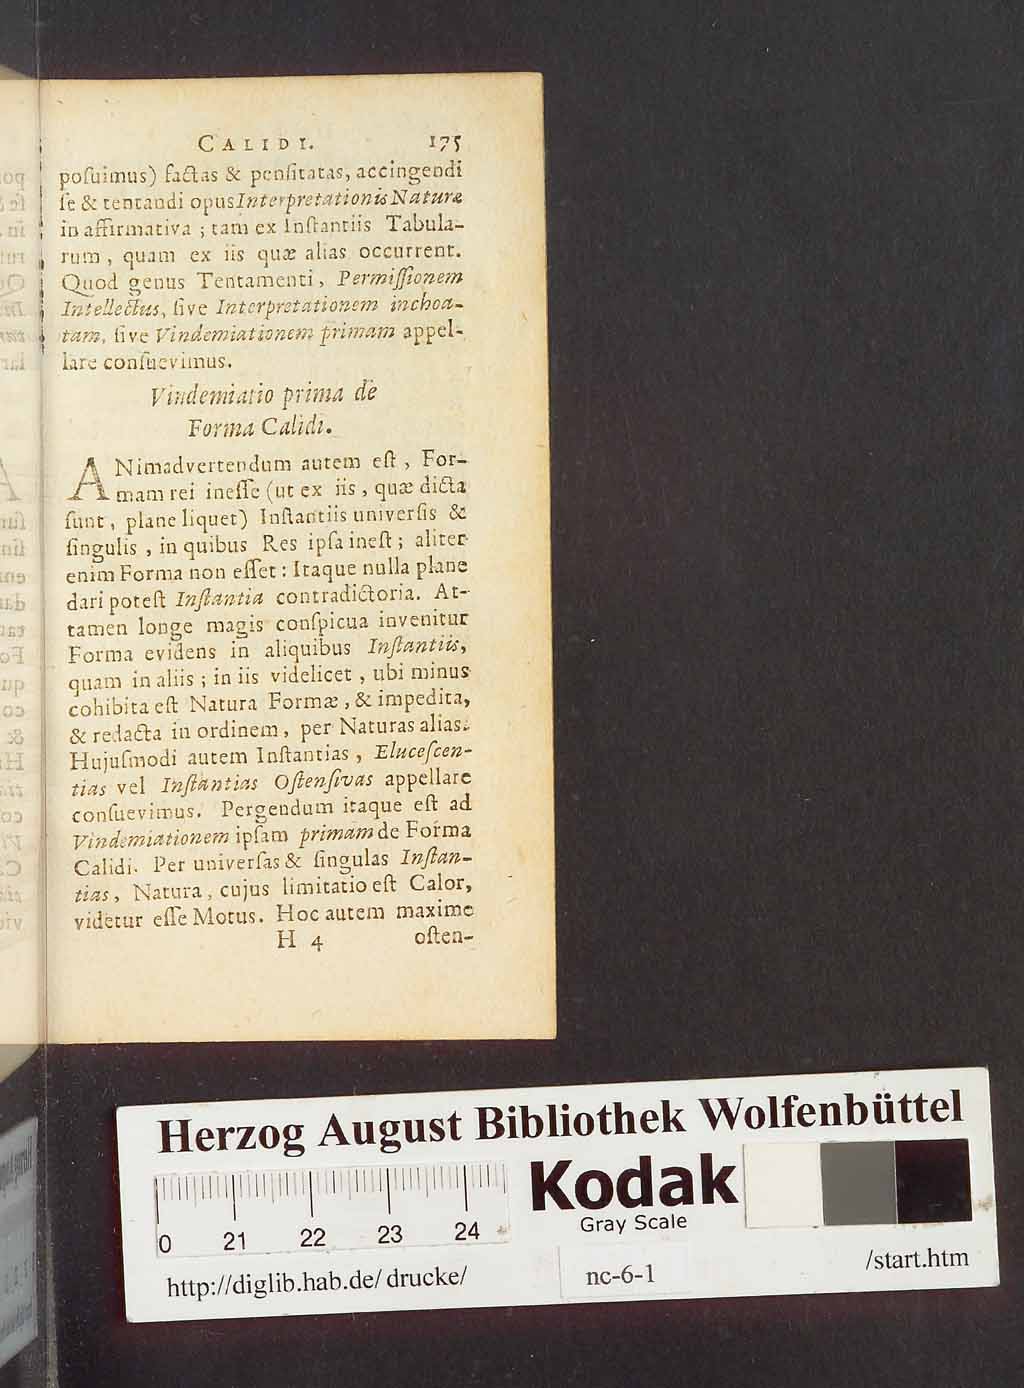 CALIDI. 175
poſuimus) factas & penſitatas, accingendi
ſe & tentandi opus Interpretationis Naturæ
in affirmativa ; tam ex Inſtantiis Tabula-
rum , quam ex iis quæ alias occurrent.
Quod genus Tentamenti, Permiſſionem
Intellectus, ſive Interpretationem inchoa-
tam, ſive Vindemiationem primam appel-
lare conſuevimus.
Vindemiatio prima de
Forma Calidi.
ANimadvertendum autem eſt , For-
mam rei ineſſe (ut ex iis , quæ dicta
ſunt , plane liquet) Inſtantiis univerſis &
ſingulis , in quibus Res ipſa ineſt ; aliter
enim Forma non eſſet : Itaque nulla plane
dari poteſt Inſtantia contradictoria. At-
tamen longe magis conſpicua invenitur
Forma evidens in aliquibus Inſtantiis,
quam in aliis ; in iis videlicet , ubi minus
cohibita eſt Natura Formæ , & impedita,
& redacta in ordinem , per Naturas alias.
Hujuſmodi autem Inſtantias , Eluceſcen-
tias vel Inſtantias Oſtenſivas appellare
conſuevimus. Pergendum itaque eſt ad
Vindemiationem ipſam primam de Forma
Calidi. Per univerſas & ſingulas Inſtan-
tias, Natura, cujus limitatio eſt Calor,
videtur eſſe Motus. Hoc autem maxime
H 4 oſten-
Herzog August Bibliothek Wolfenbüttel
Kodak
Gray Scale
0 21 22 23 24
http://diglib.hab.de/drucke/ nc-6-1 /start.htm